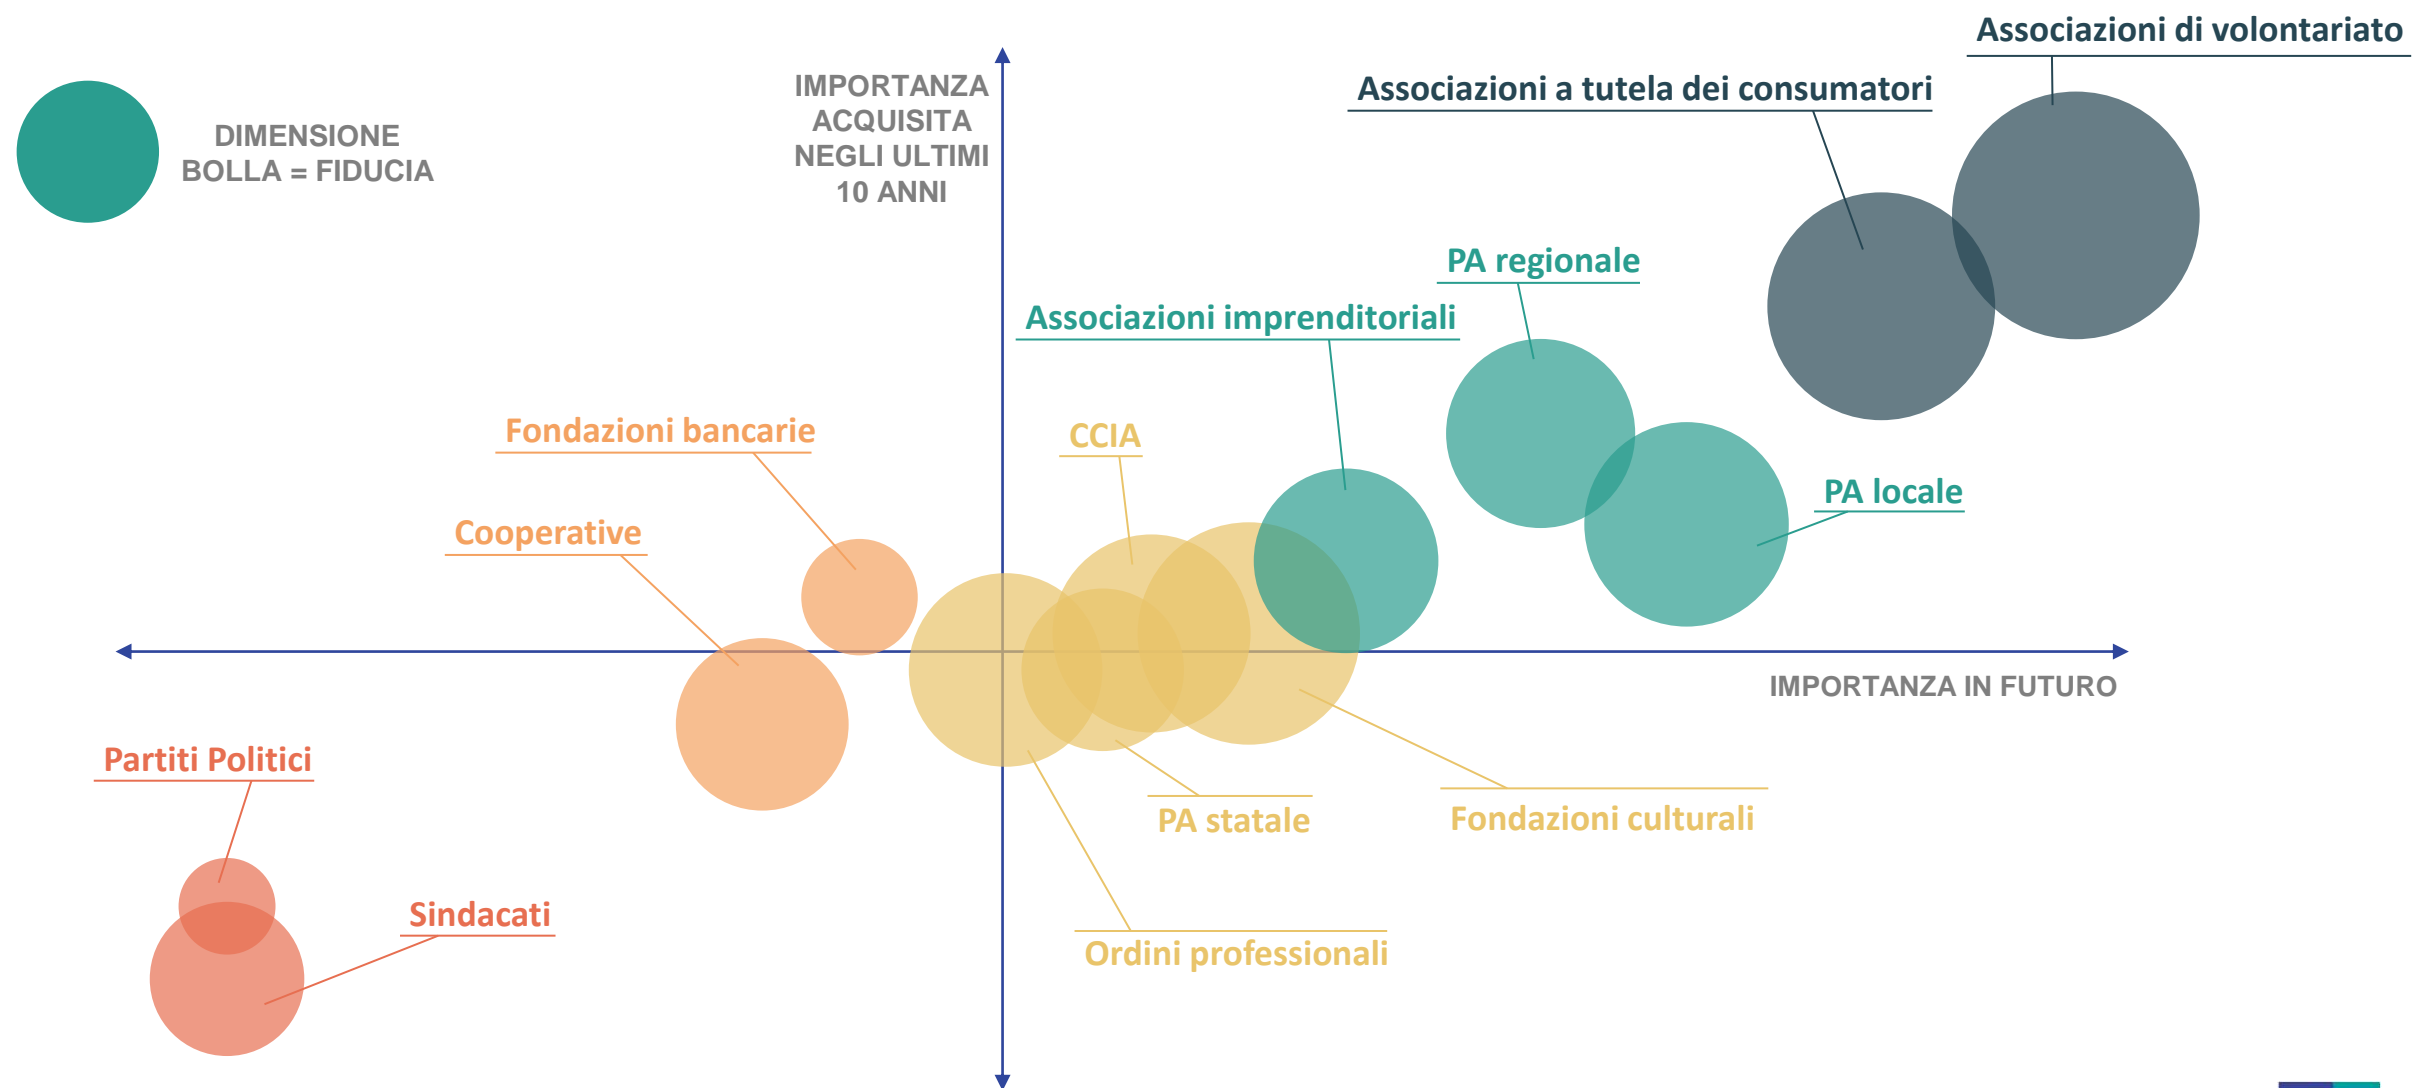 Associazioni di volontariato
IMPORTANZA
ACQUISITA
NEGLI ULTIMI
10 ANNI
Associazioni a tutela dei consumatori
DIMENSIONE
BOLLA = FIDUCIA
PA regionale
Associazioni imprenditoriali
Fondazioni bancarie
CCIA
PA locale
Cooperative
IMPORTANZA IN FUTURO
Partiti Politici
PA statale
Fondazioni culturali
Sindacati
Ordini professionali